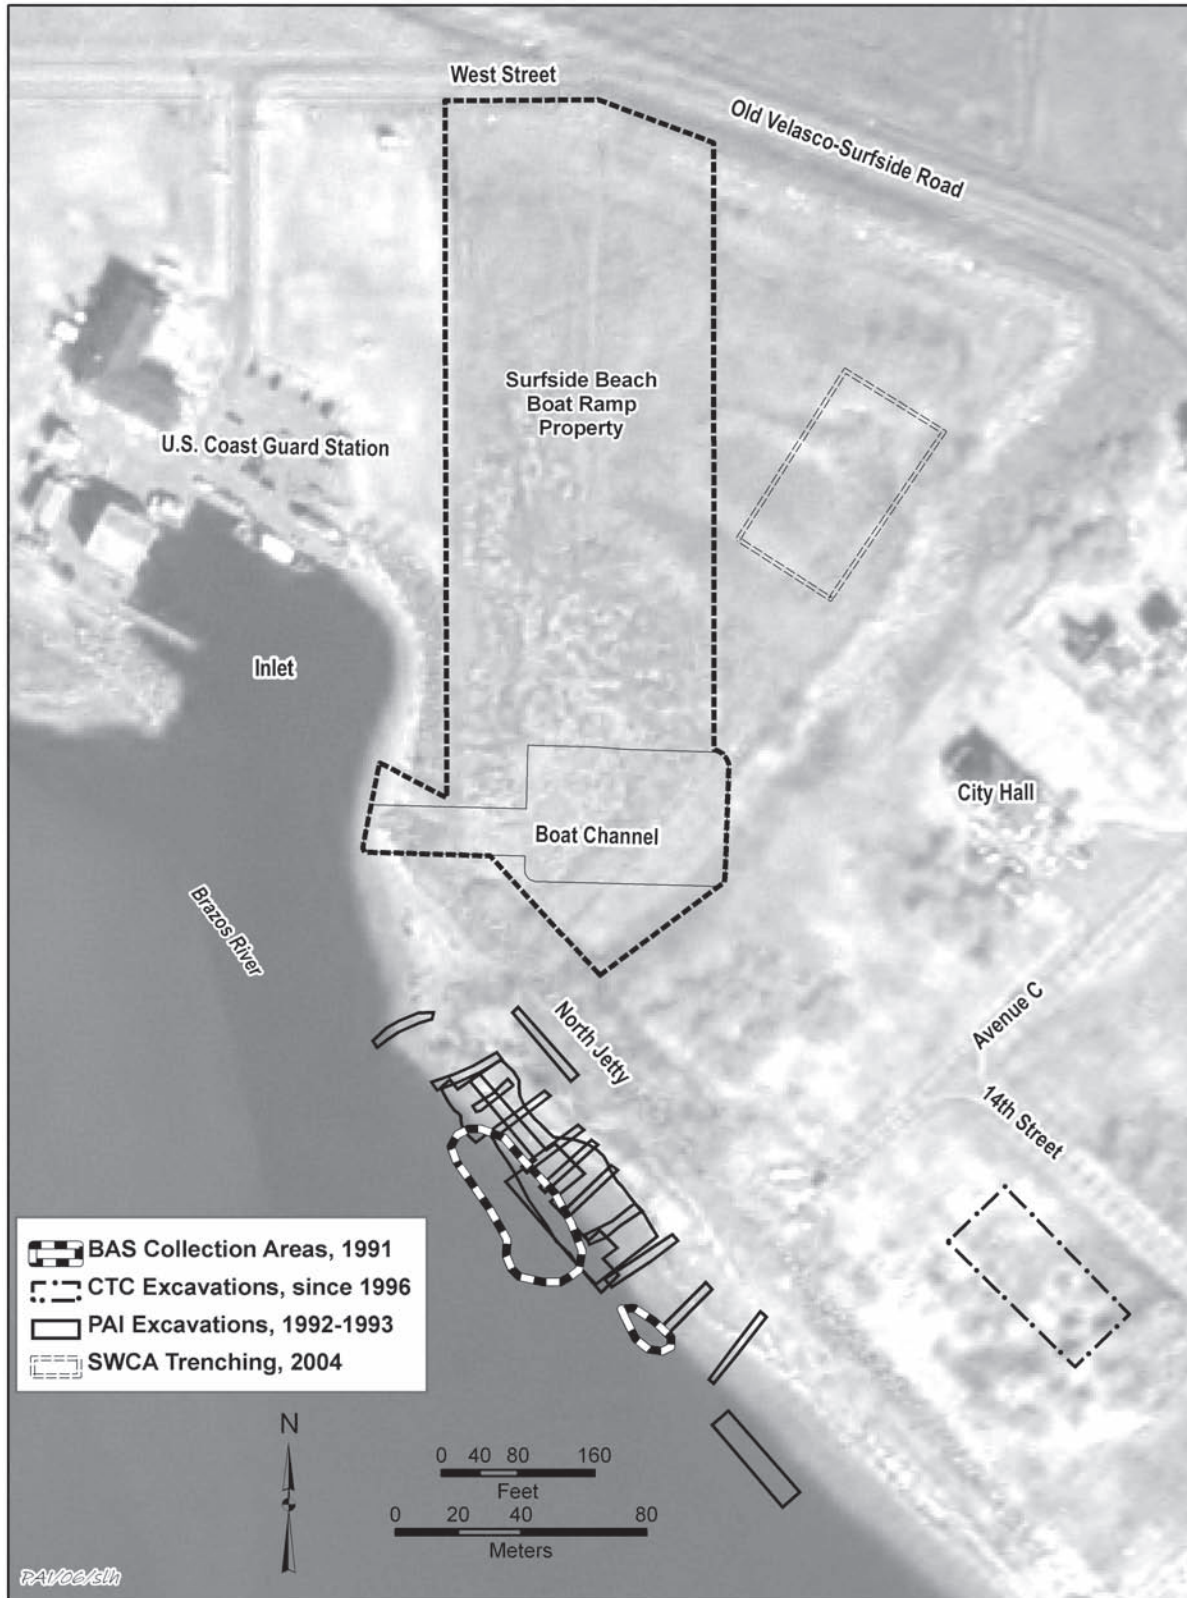 West Street
Old Velasco-Surfside Road
Surfside Beach
Boat Ramp
Property
U.S. Coast Guard Station
Inlet
City Hall
Boat Channel
Brazos River
Avenue C
North Jetty
14th Street
BAS Collection Areas, 1991
CTC Excavations, since 1996
PAI Excavations, 1992-1993
SWCA Trenching, 2004
N
0 40 80 160
Feet
0 20 40 80
Meters
PAI/06/slh